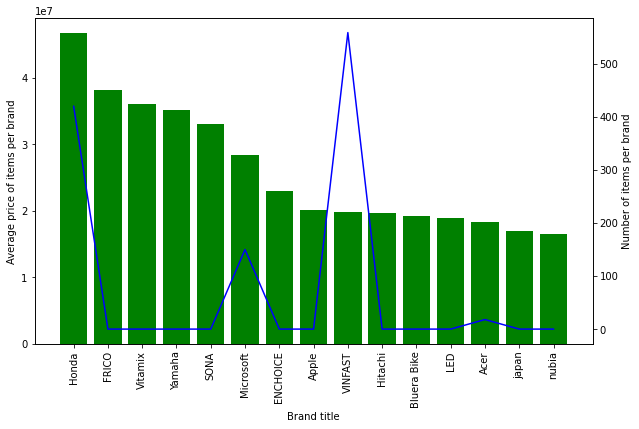 1e7
4
3
2
1
0
Average price of items per brand
500
400
300
200
100
0
Number of items per brand
Honda
FRICO
Vitamix
Yamaha
SONA
Microsoft
ENCHOICE
Apple
VINFAST
Hitachi
Bluera Bike
LED
Acer
japan
nubia
Brand title